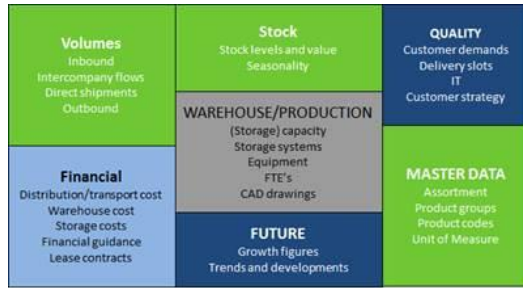 Volumes
Inbound
Intercompany flows
Direct shipments
Outbound
Financial
Distribution/transport cost
Warehouse cost
Storage costs
Financial guidance
Lease contracts
Stock
Stock levels and value
Seasonality
WAREHOUSE/PRODUCTION
(Storage) capacity
Storage systems
Equipment
FTE's
CAD drawings
FUTURE
Growth figures
Trends and developments
QUALITY
Customer demands
Delivery slots
IT
Customer strategy
MASTER DATA
Assortment
Product groups
Product codes
Unit of Measure